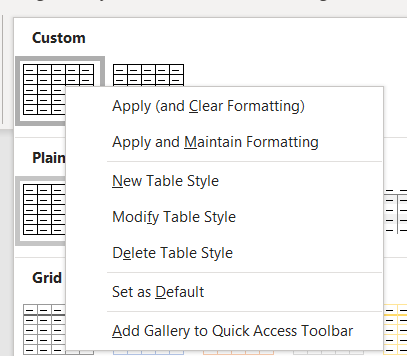 Custom
Apply (and Clear Formatting)
Apply and Maintain Formatting
Plain
New Table Style
Modify Table Style
Delete Table Style
Grid
Set as Default
Add Gallery to Quick Access Toolbar